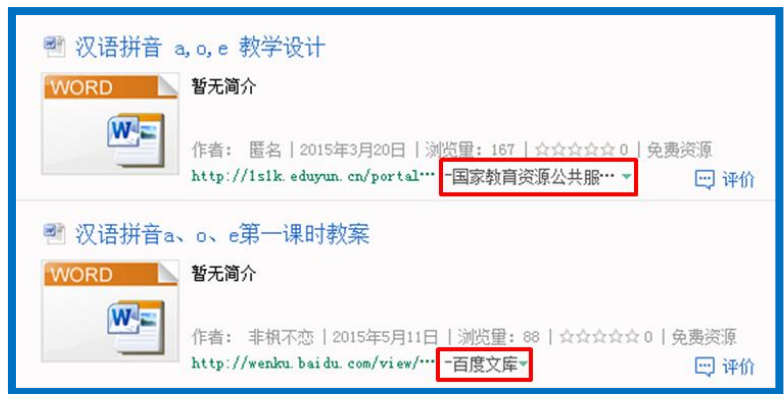 汉语拼音 a,o,e 教学设计
WORD
暂无简介
作者： 匿名 | 2015年3月20日 | 浏览量: 167 | ☆☆☆☆☆ 0 | 免费资源
http://1s1k.eduyun.cn/portal··· -国家教育资源公共服···
评价
汉语拼音a、o、e第一课时教案
WORD
暂无简介
作者： 非枫不恋 | 2015年5月11日 | 浏览量: 88 | ☆☆☆☆☆ 0 | 免费资源
http://wenku.baidu.com/view/··· -百度文库
评价